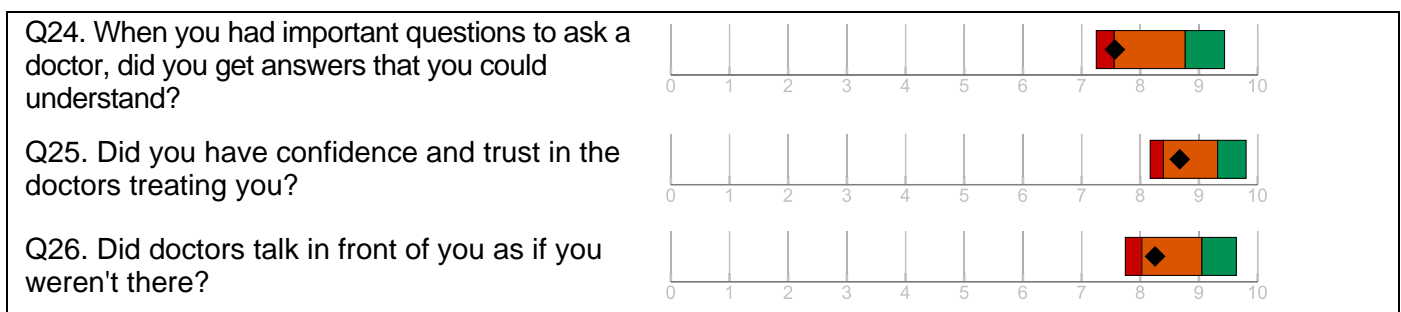 Q24. When you had important questions to ask a
doctor, did you get answers that you could
understand?
0 1 2 3 4 5 6 7 8 9 10
Q25. Did you have confidence and trust in the
doctors treating you?
0 1 2 3 4 5 6 7 8 9 10
Q26. Did doctors talk in front of you as if you
weren't there?
0 1 2 3 4 5 6 7 8 9 10